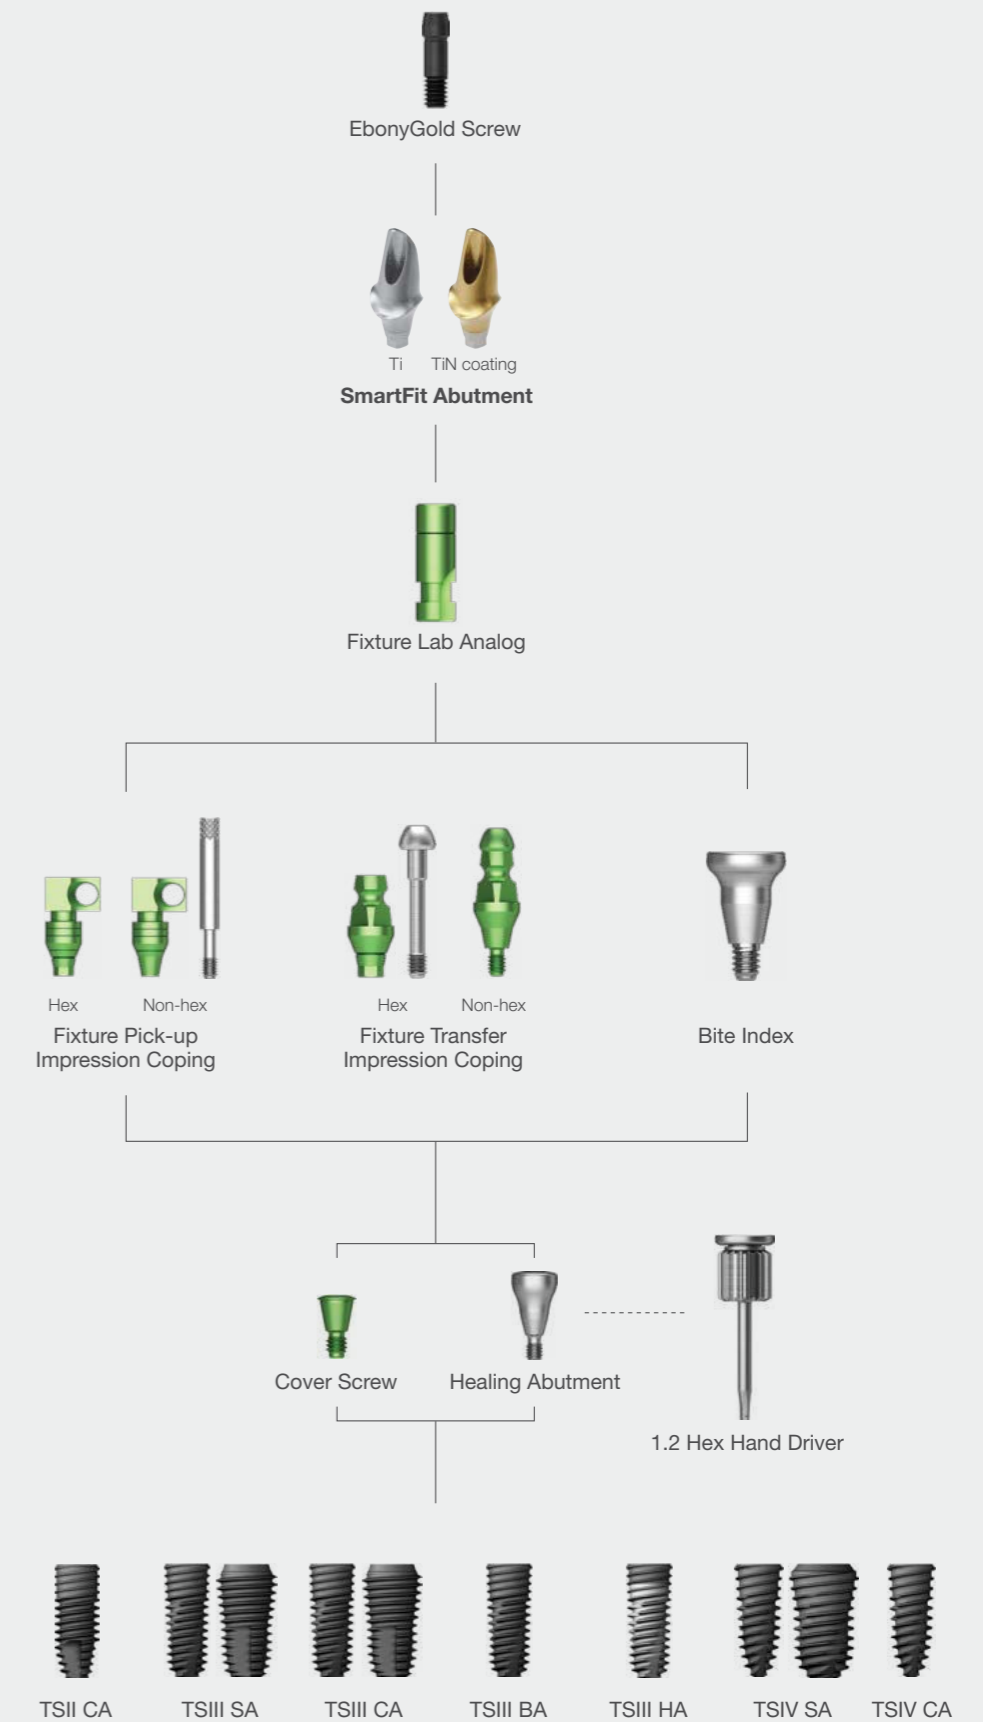 EbonyGold Screw
Ti TiN coating
SmartFit Abutment
Fixture Lab Analog
Hex Non-hex
Fixture Pick-up
Impression Coping
Hex Non-hex
Fixture Transfer
Impression Coping
Bite Index
Cover Screw
Healing Abutment
1.2 Hex Hand Driver
TSII CA
TSIII SA
TSIII CA
TSIII BA
TSIII HA
TSIV SA
TSIV CA